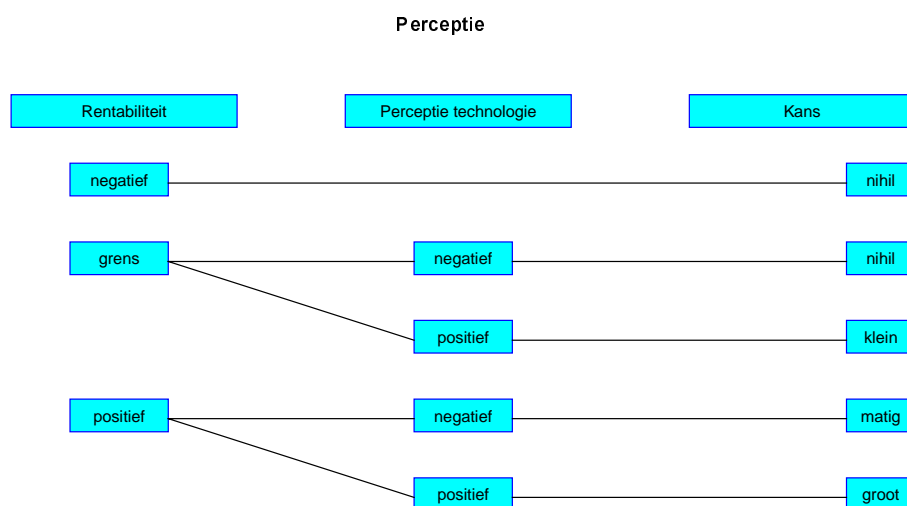 Perceptie
Rentabiliteit Perceptie technologie Kans
negatief nihil
grens negatief nihil
positief klein
positief negatief matig
positief groot